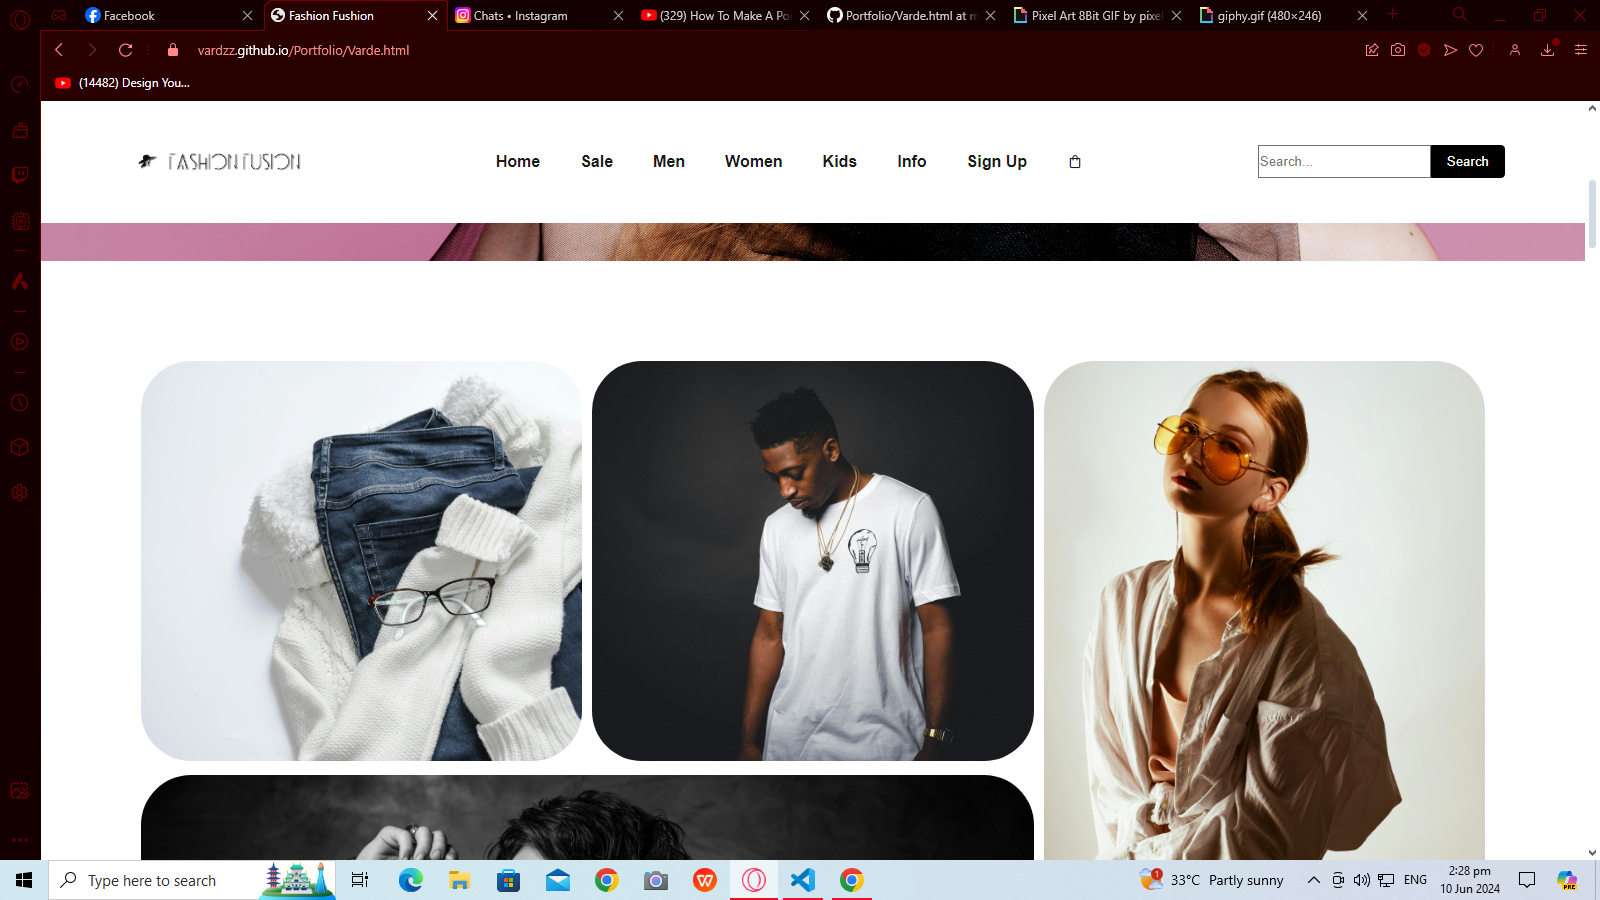 Facebook
Fashion Fushion
Chats • Instagram
(329) How To Make A Po
Portfolio/Varde.html at m
Pixel Art 8Bit GIF by pixel
giphy.gif (480×246)
vardzz.github.io/Portfolio/Varde.html
(14482) Design You...
FASHION FUSION
Home
Sale
Men
Women
Kids
Info
Sign Up
Search...
Search
Type here to search
1
33°C Partly sunny
ENG
2:28 pm
10 Jun 2024
PRE